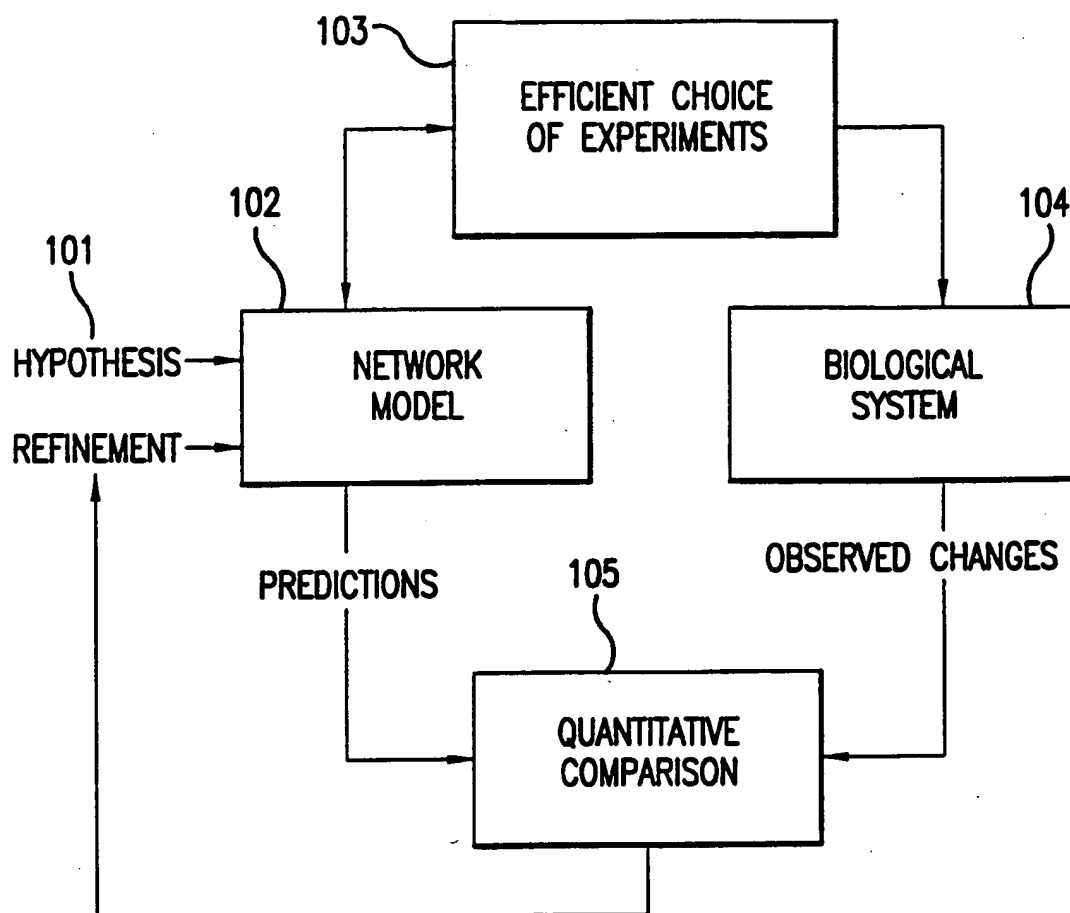 103
EFFICIENT CHOICE
OF EXPERIMENTS
102
104
101
HYPOTHESIS
NETWORK
MODEL
BIOLOGICAL
SYSTEM
REFINEMENT
PREDICTIONS
OBSERVED CHANGES
105
QUANTITATIVE
COMPARISON